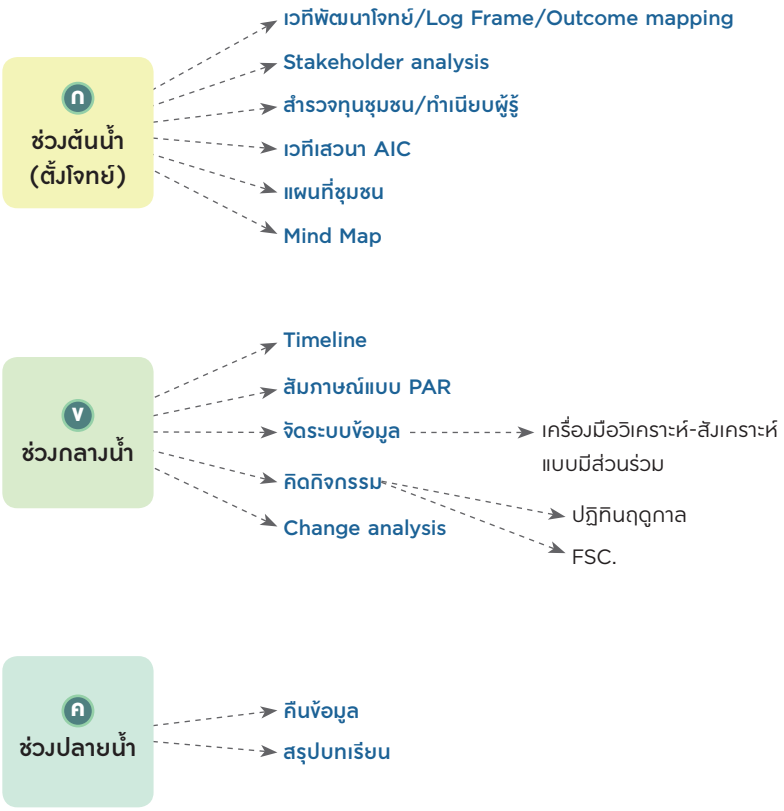 เวทีพัฒนาโจทย์/Log Frame/Outcome mapping
Stakeholder analysis
ก
ช่วงต้นน้ำ
(ตั้งโจทย์)
สำรวจทุนชุมชน/ทำเนียบผู้รู้
เวทีเสวนา AIC
แผนที่ชุมชน
Mind Map
Timeline
สัมภาษณ์แบบ PAR
ข
ช่วงกลางน้ำ
จัดระบบข้อมูล
เครื่องมือวิเคราะห์-สังเคราะห์
แบบมีส่วนร่วม
คิดกิจกรรม
ปฏิทินฤดูกาล
Change analysis
FSC.
ค
ช่วงปลายน้ำ
คืนข้อมูล
สรุปบทเรียน